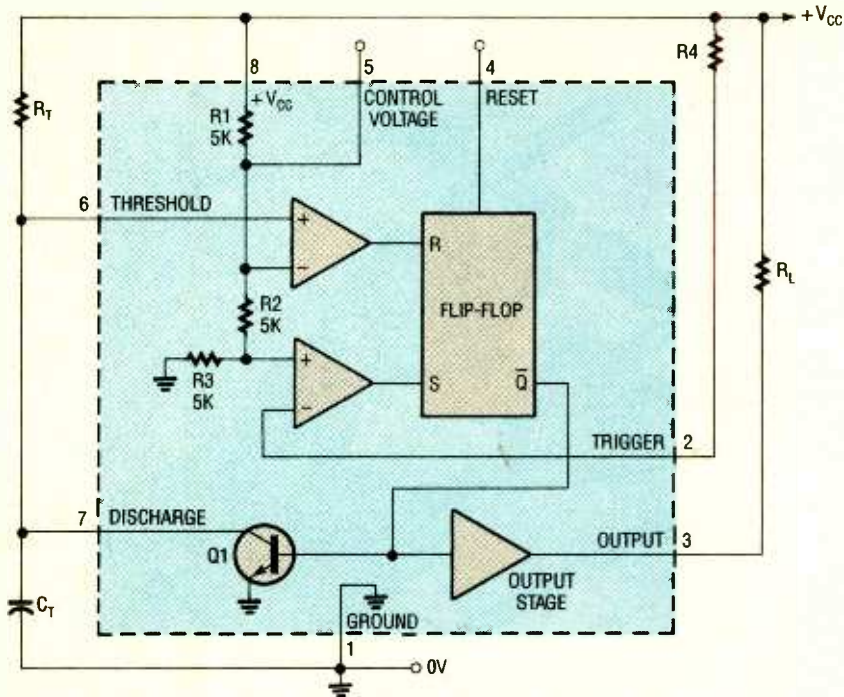 +VCC
R4
8
5
4
+VCC
CONTROL
VOLTAGE
RESET
RT
R1
5K
6
THRESHOLD
+
−
R
FLIP-FLOP
RL
R2
5K
+
−
R3
5K
S
Q̅
TRIGGER
2
7
DISCHARGE
Q1
OUTPUT
3
OUTPUT
STAGE
CT
GROUND
1
0V